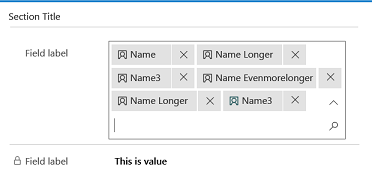 Section Title
Field label
Name Name Longer
Name3 Name Evenmorelonger
Name Longer Name3
Field label This is value